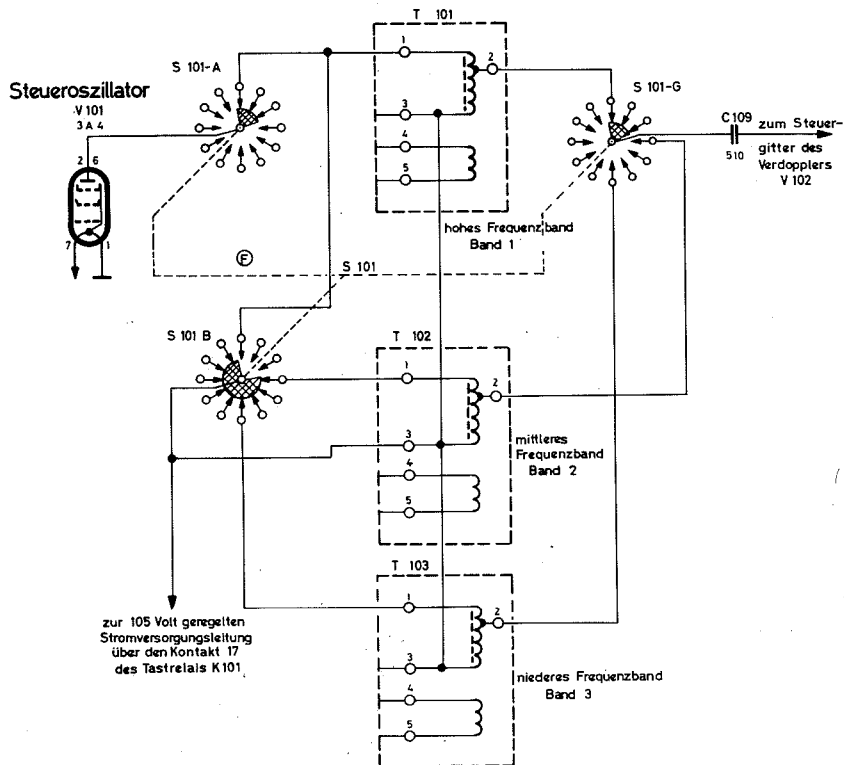 T 101
1
2
S 101-A
S 101-G
Steueroszillator
V 101
3 A 4
3
C109
zum Steuer-
510
gitter des
Verdopplers
V 102
4
2 6
5
7
1
hohes Frequenzband
Band 1
F
S 101
S 101 B
T 102
1
2
3
mittleres
Frequenzband
Band 2
4
5
T 103
1
2
zur 105 Volt geregelten
Stromversorgungsleitung
über den Kontakt 17
des Tastrelais K101
3
niederes Frequenzband
Band 3
4
5